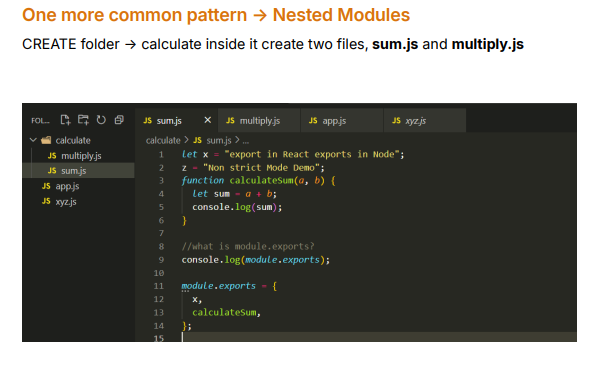 One more common pattern → Nested Modules
CREATE folder → calculate inside it create two files, sum.js and multiply.js
FOL...
JS sum.js × JS multiply.js JS app.js JS xyz.js
calculate
JS multiply.js
JS sum.js
JS app.js
JS xyz.js
calculate > JS sum.js > ...
1 let x = "export in React exports in Node";
2 z = "Non strict Mode Demo";
3 function calculateSum(a, b) {
4 let sum = a + b;
5 console.log(sum);
6 }
7
8 //what is module.exports?
9 console.log(module.exports);
10
11 module.exports = {
12 x,
13 calculateSum,
14 };
15